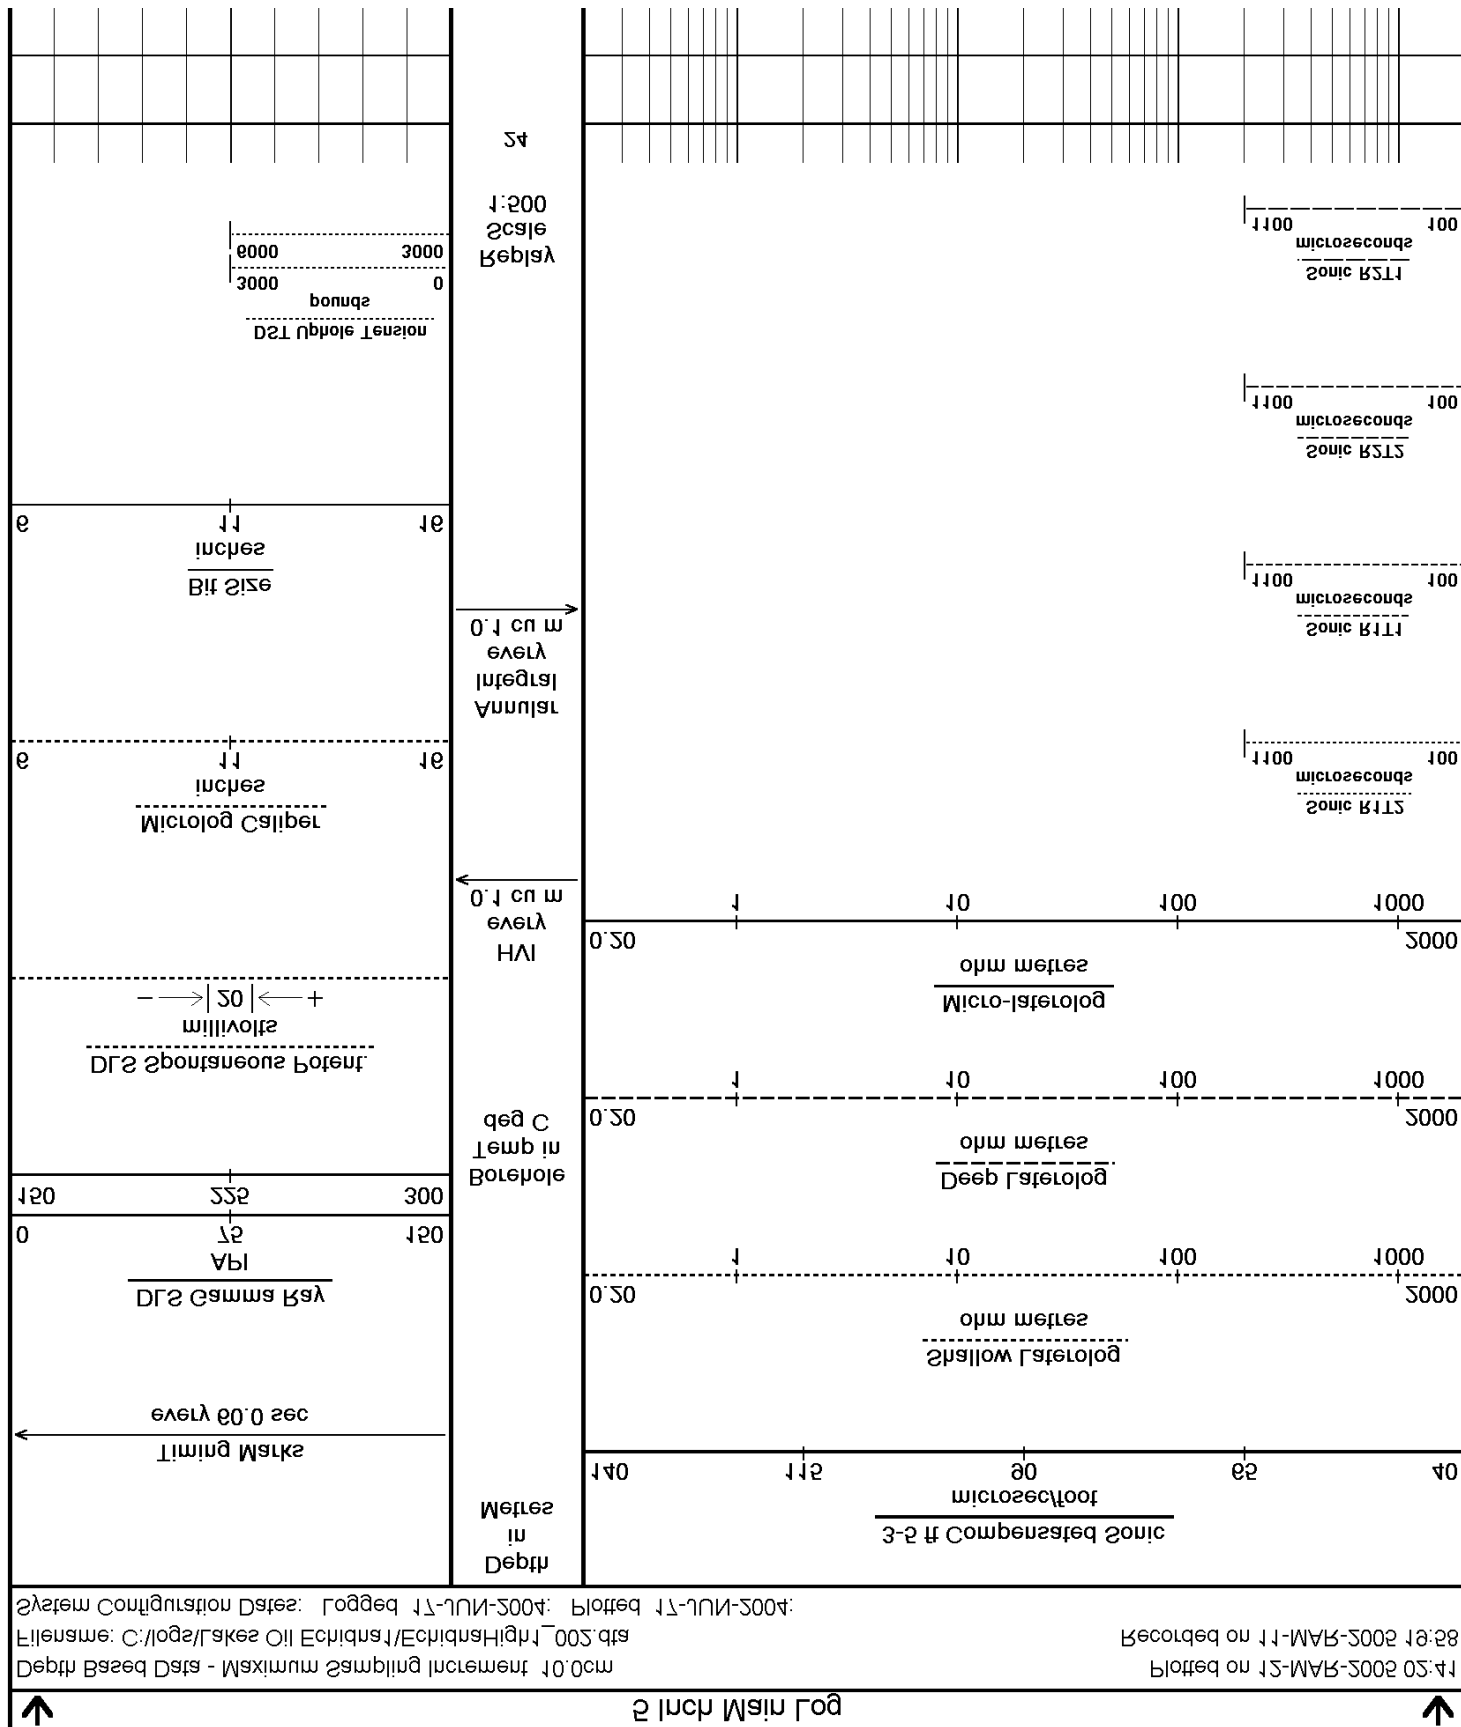 5 Inch Main Log
Depth Based Data - Maximum Sampling Increment 10.0cm
Plotted on 12-MAR-2005 02:41
Filename: C:\logs\Lakes Oil Echidna1\EchidnaHigh1_002.dta
Recorded on 11-MAR-2005 19:58
System Configuration Dates: Logged 17-JUN-2004: Plotted 17-JUN-2004:
Timing Marks
every 60.0 sec
DLS Gamma Ray
API
0 75 150
150 225 300
DLS Spontaneous Potent.
millivolts
- 20 +
Microlog Caliper
inches
6 11 16
Bit Size
inches
6 11 16
DST Uphole Tension
pounds
3000 0
6000 3000
Depth
in
Metres
Borehole
Temp in
deg C
HVI
every
0.1 cu m
Annular
Integral
every
0.1 cu m
Replay
Scale
1:500
24
3-5 ft Compensated Sonic
microsec/foot
140 115 90 65 40
Shallow Laterolog
ohm metres
0.20 2000
1 10 100 1000
Deep Laterolog
ohm metres
0.20 2000
1 10 100 1000
Micro-laterolog
ohm metres
0.20 2000
1 10 100 1000
Sonic R1T2
microseconds
1100 100
Sonic R1T1
microseconds
1100 100
Sonic R2T2
microseconds
1100 100
Sonic R2T1
microseconds
1100 100